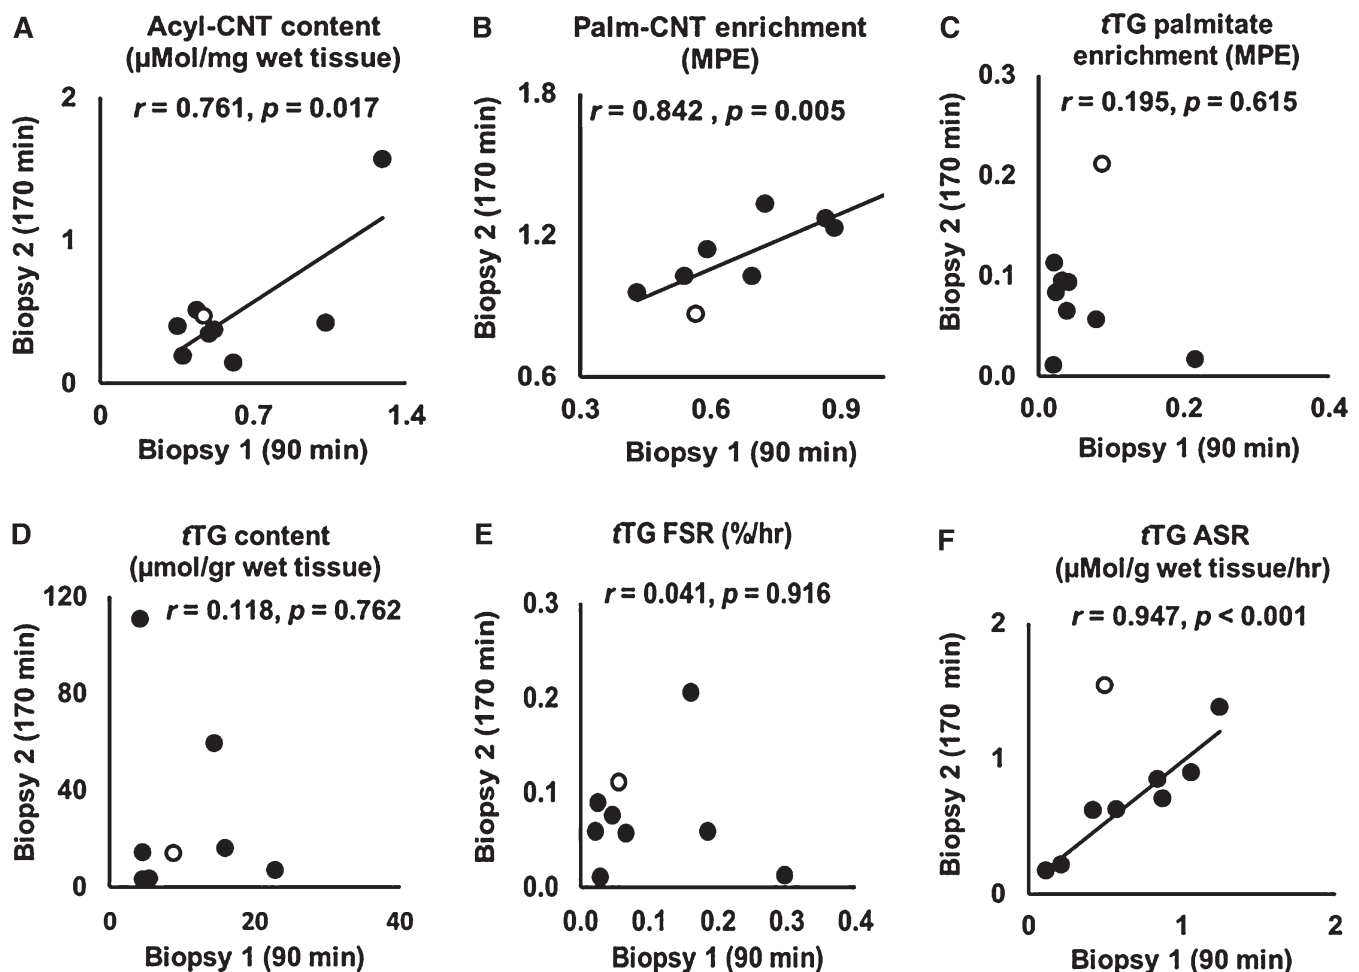 A
Acyl-CNT content
(µMol/mg wet tissue)
r = 0.761, p = 0.017
Biopsy 2 (170 min)
2
1
0
0
0.7
1.4
Biopsy 1 (90 min)
B
Palm-CNT enrichment
(MPE)
r = 0.842 , p = 0.005
Biopsy 2 (170 min)
1.8
1.2
0.6
0.3
0.6
0.9
Biopsy 1 (90 min)
C
tTG palmitate
enrichment (MPE)
r = 0.195, p = 0.615
Biopsy 2 (170 min)
0.3
0.2
0.1
0.0
0.0
0.2
0.4
Biopsy 1 (90 min)
D
tTG content
(µmol/gr wet tissue)
r = 0.118, p = 0.762
Biopsy 2 (170 min)
120
80
40
0
0
20
40
Biopsy 1 (90 min)
E
tTG FSR (%/hr)
r = 0.041, p = 0.916
Biopsy 2 (170 min)
0.3
0.2
0.1
0.0
0.0
0.1
0.2
0.3
0.4
Biopsy 1 (90 min)
F
tTG ASR
(µMol/g wet tissue/hr)
r = 0.947, p < 0.001
Biopsy 2 (170 min)
2
1
0
0
1
2
Biopsy 1 (90 min)